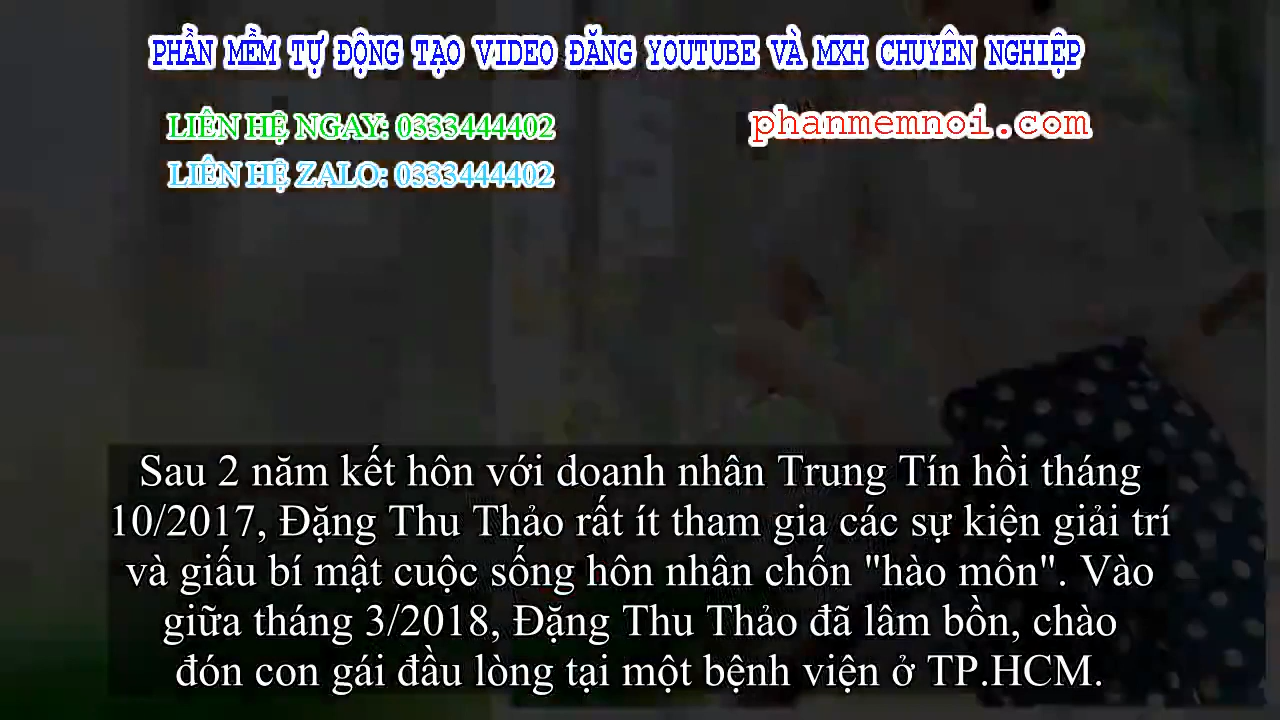 PHẦN MỀM TỰ ĐỘNG TẠO VIDEO ĐĂNG YOUTUBE VÀ MXH CHUYÊN NGHIỆP
LIÊN HỆ NGAY: 0333444402
phanmemnoi.com
LIÊN HỆ ZALO: 0333444402
Sau 2 năm kết hôn với doanh nhân Trung Tín hồi tháng
10/2017, Đặng Thu Thảo rất ít tham gia các sự kiện giải trí
và giấu bí mật cuộc sống hôn nhân chốn "hào môn". Vào
giữa tháng 3/2018, Đặng Thu Thảo đã lâm bồn, chào
đón con gái đầu lòng tại một bệnh viện ở TP.HCM.